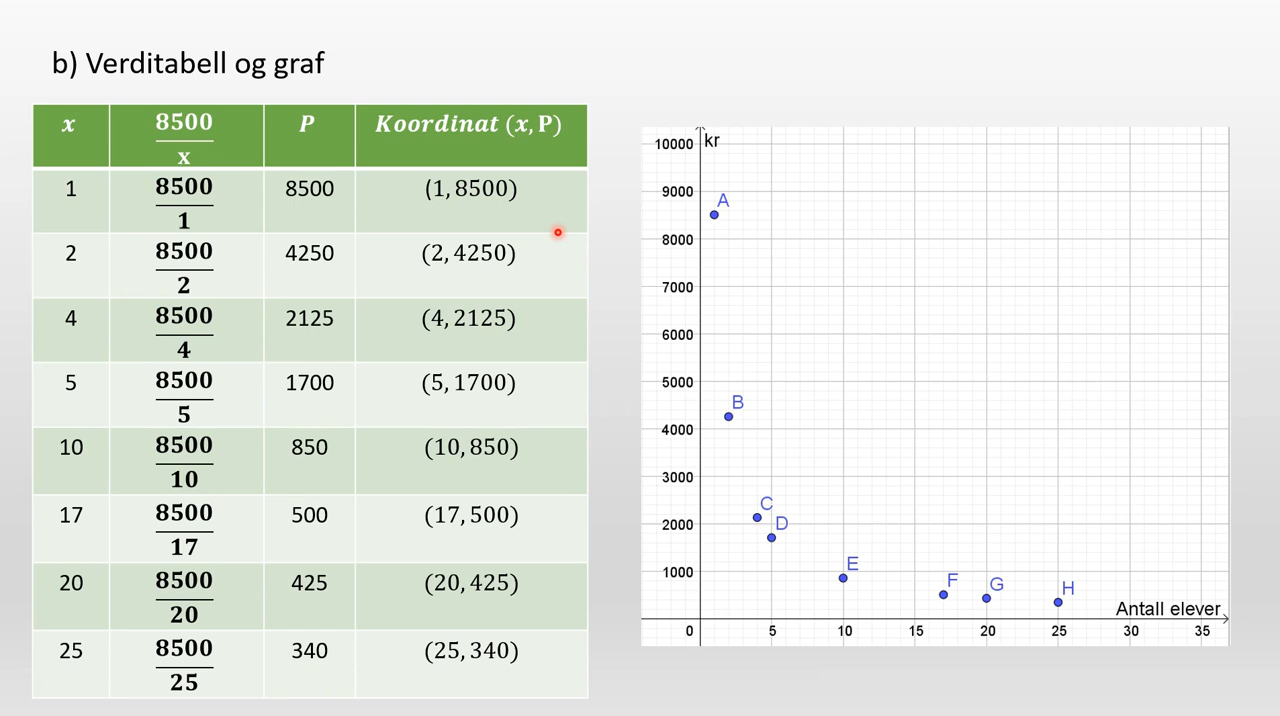 b) Verditabell og graf
x 8500/x P Koordinat (x, P)
1 8500/1 8500 (1, 8500)
2 8500/2 4250 (2, 4250)
4 8500/4 2125 (4, 2125)
5 8500/5 1700 (5, 1700)
10 8500/10 850 (10, 850)
17 8500/17 500 (17, 500)
20 8500/20 425 (20, 425)
25 8500/25 340 (25, 340)
kr
10000
9000
8000
7000
6000
5000
4000
3000
2000
1000
A
B
C
D
E
F
G
H
Antall elever
0 5 10 15 20 25 30 35